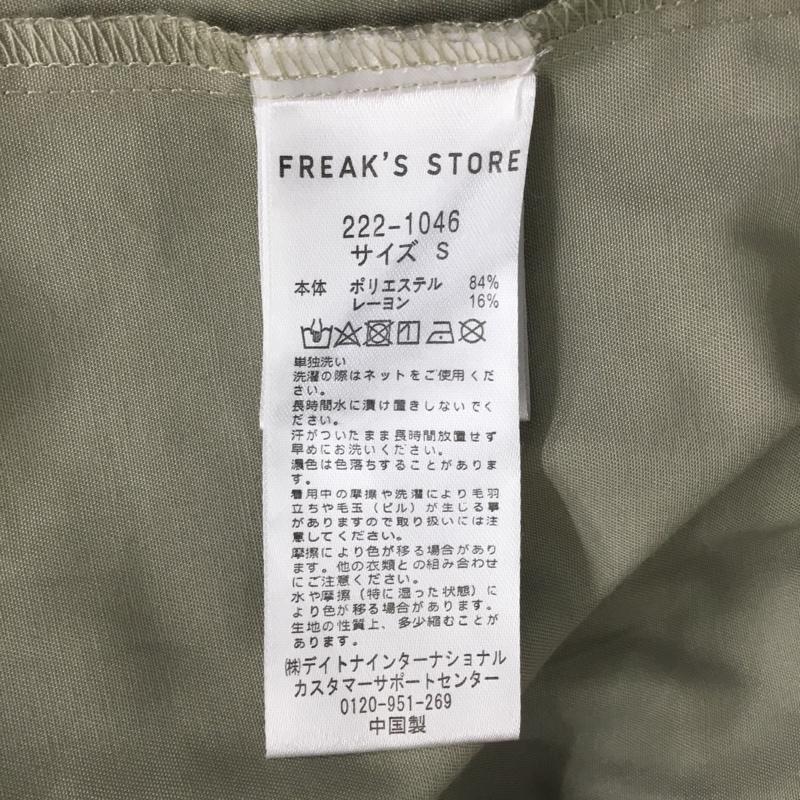 FREAK'S STORE
222-1046
サイズ S
本体 ポリエステル 84%
レーヨン 16%
単独洗い
洗濯の際はネットをご使用くだ
さい。
長時間水に漬け置きしないでく
ださい。
汗がついたまま長時間放置せず
早めにお洗いください。
濃色は色落ちすることがありま
す。
着用中の摩擦や洗濯により毛羽
立ちや毛玉(ピル)が生じる事
がありますので取り扱いには注
意してください。
摩擦により色が移る場合があり
ます。他の衣類との組み合わせ
にご注意ください。
水や摩擦(特に湿った状態)に
より色が移る場合があります。
生地の性質上、多少縮むことが
あります。
㈱デイトナインターナショナル
カスタマーサポートセンター
0120-951-269
中国製